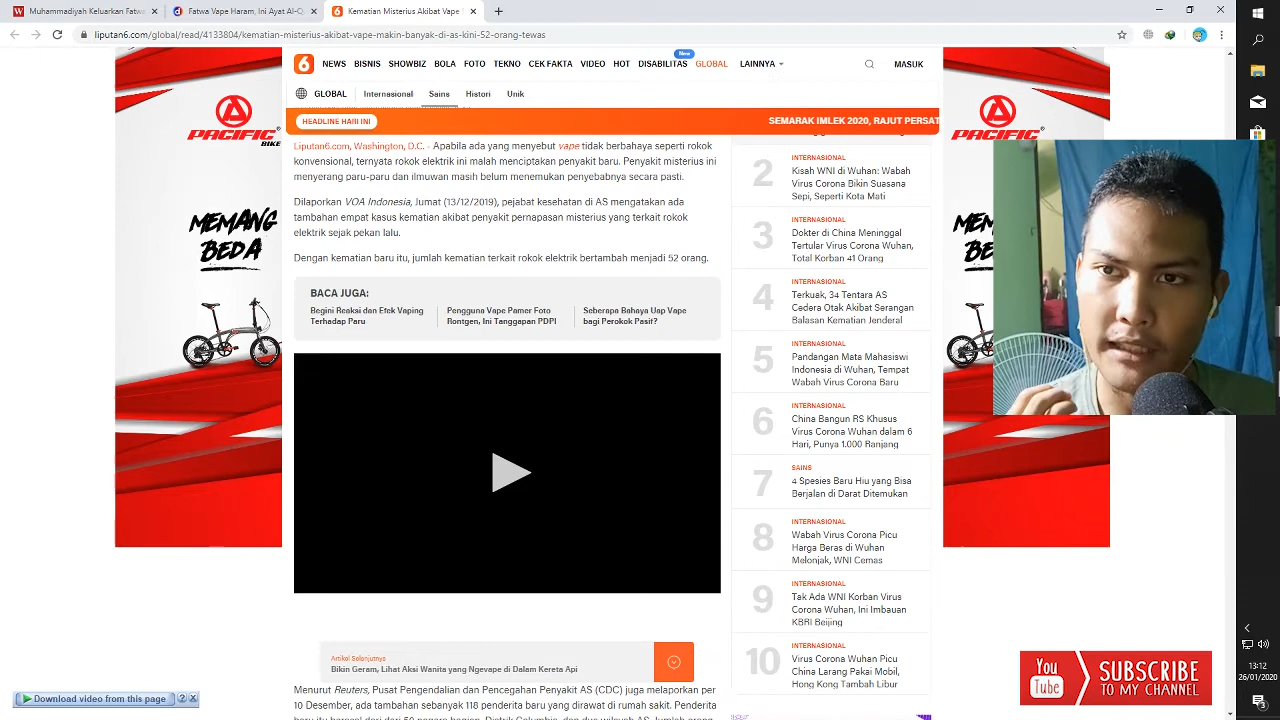 Muhammadiyah Keluarkan Fatw
Fatwa Vape Haram, Ini Ayat Al-Q
Kematian Misterius Akibat Vape
liputan6.com/global/read/4133804/kematian-misterius-akibat-vape-makin-banyak-di-as-kini-52-orang-tewas
6 NEWS BISNIS SHOWBIZ BOLA FOTO TEKNO CEK FAKTA VIDEO HOT DISABILITAS New GLOBAL LAINNYA MASUK
GLOBAL Internasional Sains Histori Unik
HEADLINE HARI INI SEMARAK IMLEK 2020, RAJUT PERSAT
Liputan6.com, Washington, D.C. - Apabila ada yang menyebut vape tidak berbahaya seperti rokok
konvensional, ternyata rokok elektrik ini malah menciptakan penyakit baru. Penyakit misterius ini
menyerang paru-paru dan ilmuwan masih belum menemukan penyebabnya secara pasti.
Dilaporkan VOA Indonesia, Jumat (13/12/2019), pejabat kesehatan di AS mengatakan ada
tambahan empat kasus kematian akibat penyakit pernapasan misterius yang terkait rokok
elektrik sejak pekan lalu.
Dengan kematian baru itu, jumlah kematian terkait rokok elektrik bertambah menjadi 52 orang.
BACA JUGA:
Begini Reaksi dan Efek Vaping
Terhadap Paru
Pengguna Vape Pamer Foto
Rontgen, Ini Tanggapan PDPI
Seberapa Bahaya Uap Vape
bagi Perokok Pasif?
Artikel Selanjutnya
Bikin Geram, Lihat Aksi Wanita yang Ngevape di Dalam Kereta Api
Menurut Reuters, Pusat Pengendalian dan Pencegahan Penyakit AS (CDC) juga melaporkan per
10 Desember, ada tambahan sebanyak 118 penderita baru yang dirawat di rumah sakit. Penderita
2
INTERNASIONAL
Kisah WNI di Wuhan: Wabah
Virus Corona Bikin Suasana
Sepi, Seperti Kota Mati
3
INTERNASIONAL
Dokter di China Meninggal
Tertular Virus Corona Wuhan,
Total Korban 41 Orang
4
INTERNASIONAL
Terkuak, 34 Tentara AS
Cedera Otak Akibat Serangan
Balasan Kematian Jenderal
5
INTERNASIONAL
Pandangan Mata Mahasiswi
Indonesia di Wuhan, Tempat
Wabah Virus Corona Baru
6
INTERNASIONAL
China Bangun RS Khusus
Virus Corona Wuhan dalam 6
Hari, Punya 1.000 Ranjang
7
SAINS
4 Spesies Baru Hiu yang Bisa
Berjalan di Darat Ditemukan
8
INTERNASIONAL
Wabah Virus Corona Picu
Harga Beras di Wuhan
Melonjak, WNI Cemas
9
INTERNASIONAL
Tak Ada WNI Korban Virus
Corona Wuhan, Ini Imbauan
KBRI Beijing
10
INTERNASIONAL
Virus Corona Wuhan Picu
China Larang Pakai Mobil,
Hong Kong Tambah Libur
PACIFIC
BIKE
MEMANG
BEDA
PACIFIC
You
Tube
SUBSCRIBE
TO MY CHANNEL
Download video from this page ? X
13:12
26/01/2020